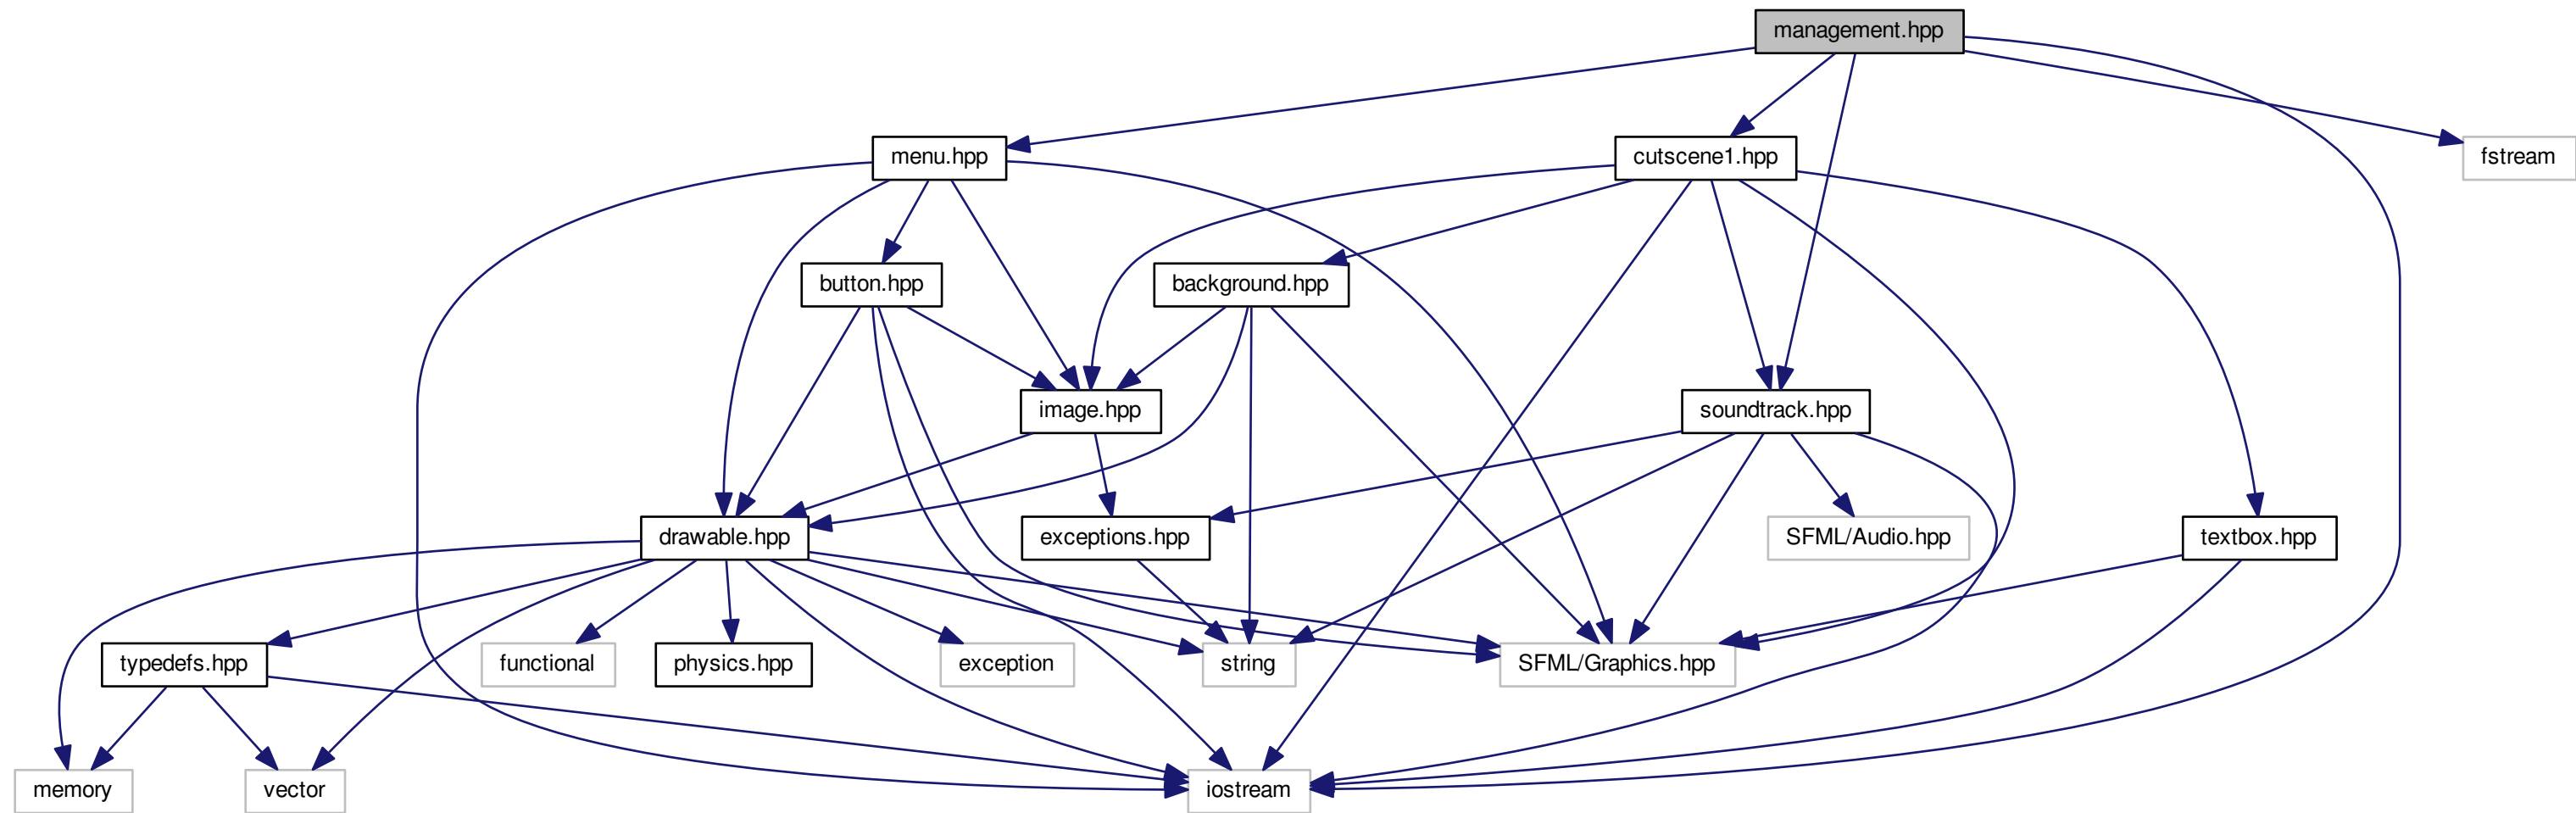 management.hpp
menu.hpp
cutscene1.hpp
fstream
button.hpp
background.hpp
image.hpp
soundtrack.hpp
drawable.hpp
exceptions.hpp
SFML/Audio.hpp
textbox.hpp
typedefs.hpp
functional
physics.hpp
exception
string
SFML/Graphics.hpp
memory
vector
iostream